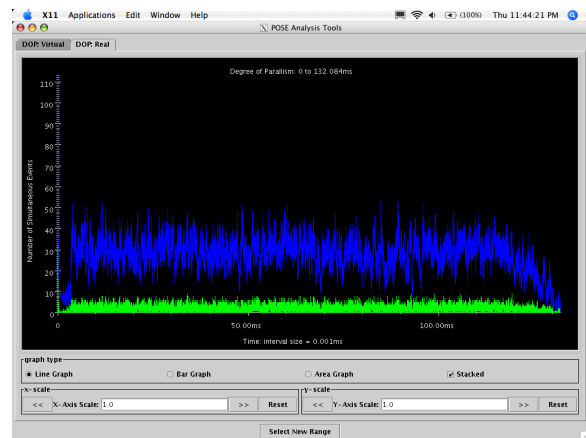 X11 Applications Edit Window Help (100%) Thu 11:44:21 PM
POSE Analysis Tools
DOP: Virtual DOP: Real
Degree of Parallism: 0 to 132.084ms
Number of Simultaneous Events
110
100
90
80
70
60
50
40
30
20
10
0
0 50.00ms 100.00ms
Time: interval size = 0.001ms
graph type
Line Graph Bar Graph Area Graph Stacked
x-scale y-scale
<< X-Axis Scale: 1.0 >> Reset << Y-Axis Scale: 1.0 >> Reset
Select New Range